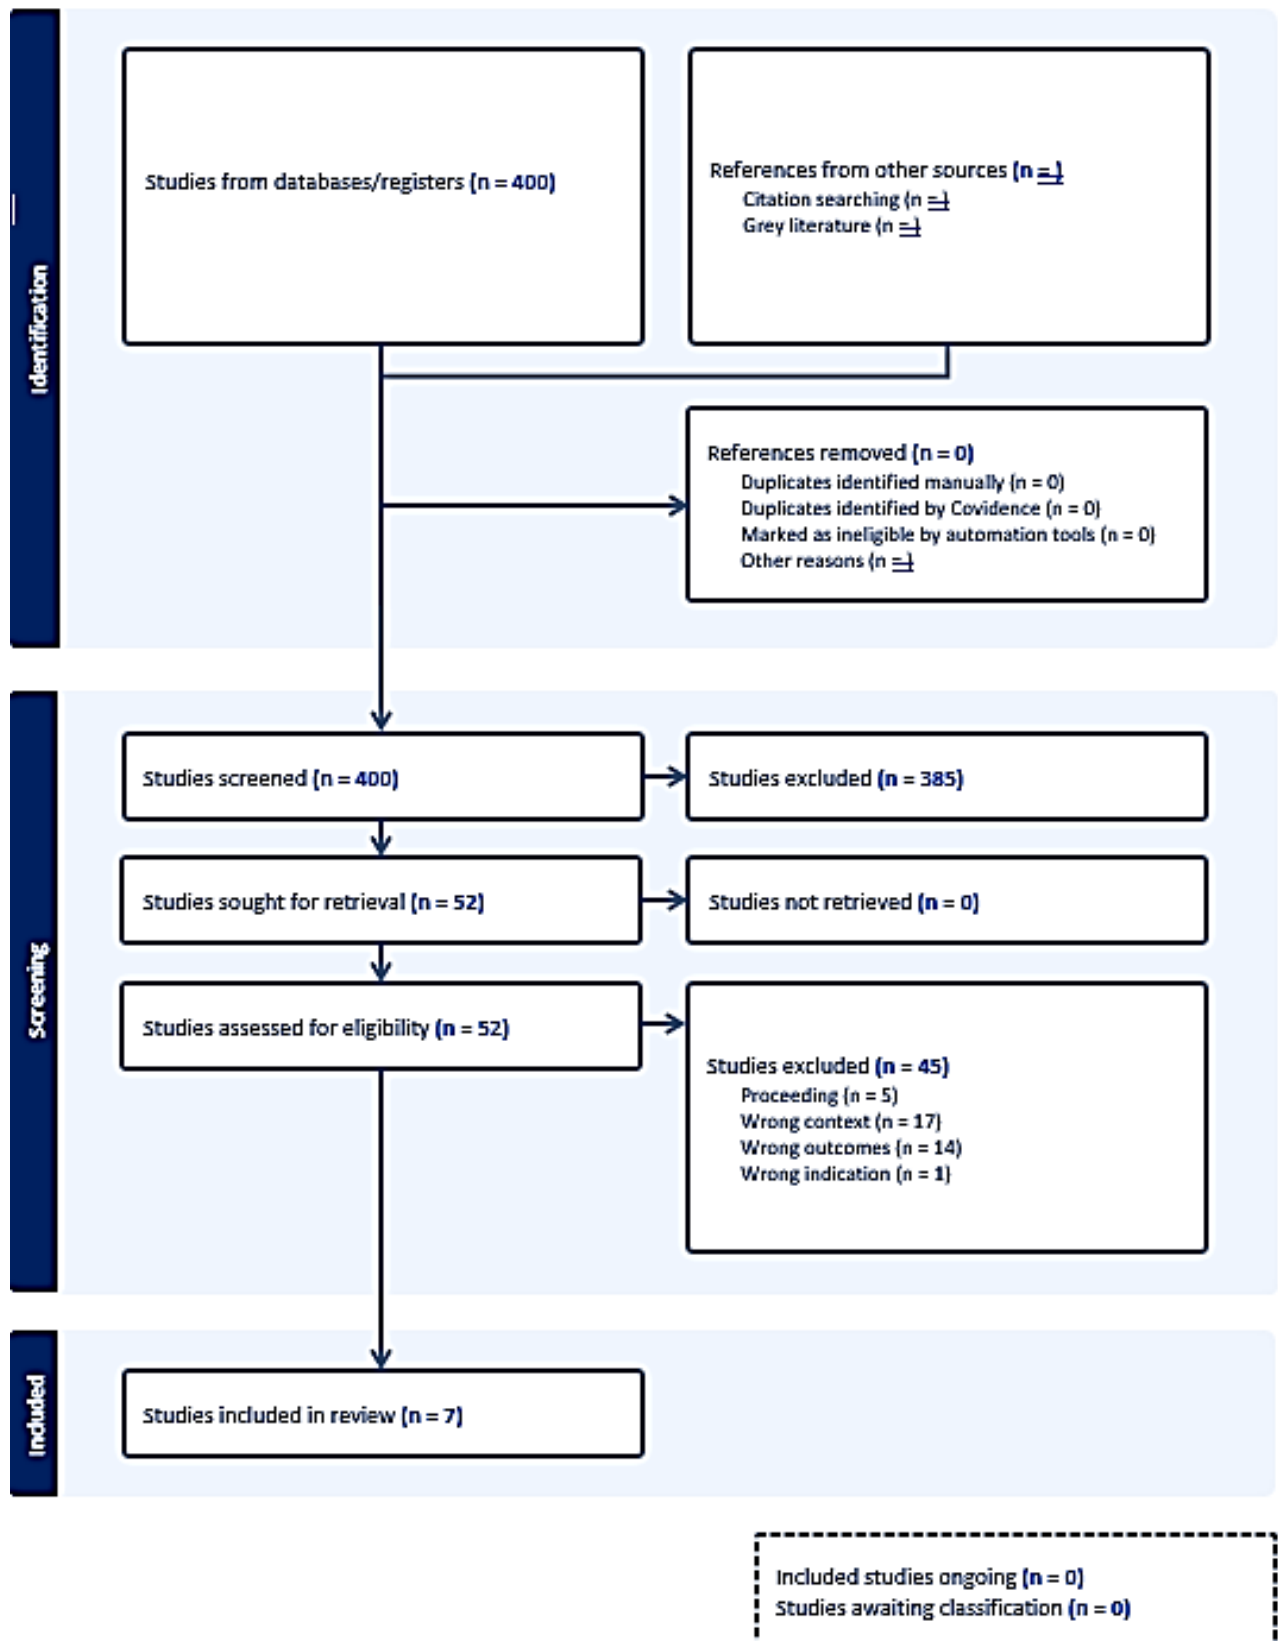 Identification
Studies from databases/registers (n = 400)
References from other sources (n = )
Citation searching (n = )
Grey literature (n = )
References removed (n = 0)
Duplicates identified manually (n = 0)
Duplicates identified by Covidence (n = 0)
Marked as ineligible by automation tools (n = 0)
Other reasons (n = )
Screening
Studies screened (n = 400)
Studies excluded (n = 385)
Studies sought for retrieval (n = 52)
Studies not retrieved (n = 0)
Studies assessed for eligibility (n = 52)
Studies excluded (n = 45)
Proceeding (n = 5)
Wrong context (n = 17)
Wrong outcomes (n = 14)
Wrong indication (n = 1)
Included
Studies included in review (n = 7)
Included studies ongoing (n = 0)
Studies awaiting classification (n = 0)